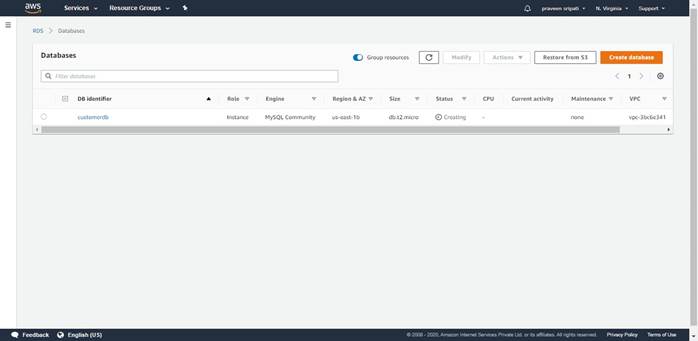 aws Services Resource Groups praveen sripati N. Virginia Support
RDS > Databases
Databases Group resources Modify Actions Restore from S3 Create database
Filter databases 1
DB identifier Role Engine Region & AZ Size Status CPU Current activity Maintenance VPC
customerdb Instance MySQL Community us-east-1b db.t2.micro Creating - none vpc-3bc6e341
Feedback English (US) © 2008 - 2020, Amazon Internet Services Private Ltd. or its affiliates. All rights reserved. Privacy Policy Terms of Use